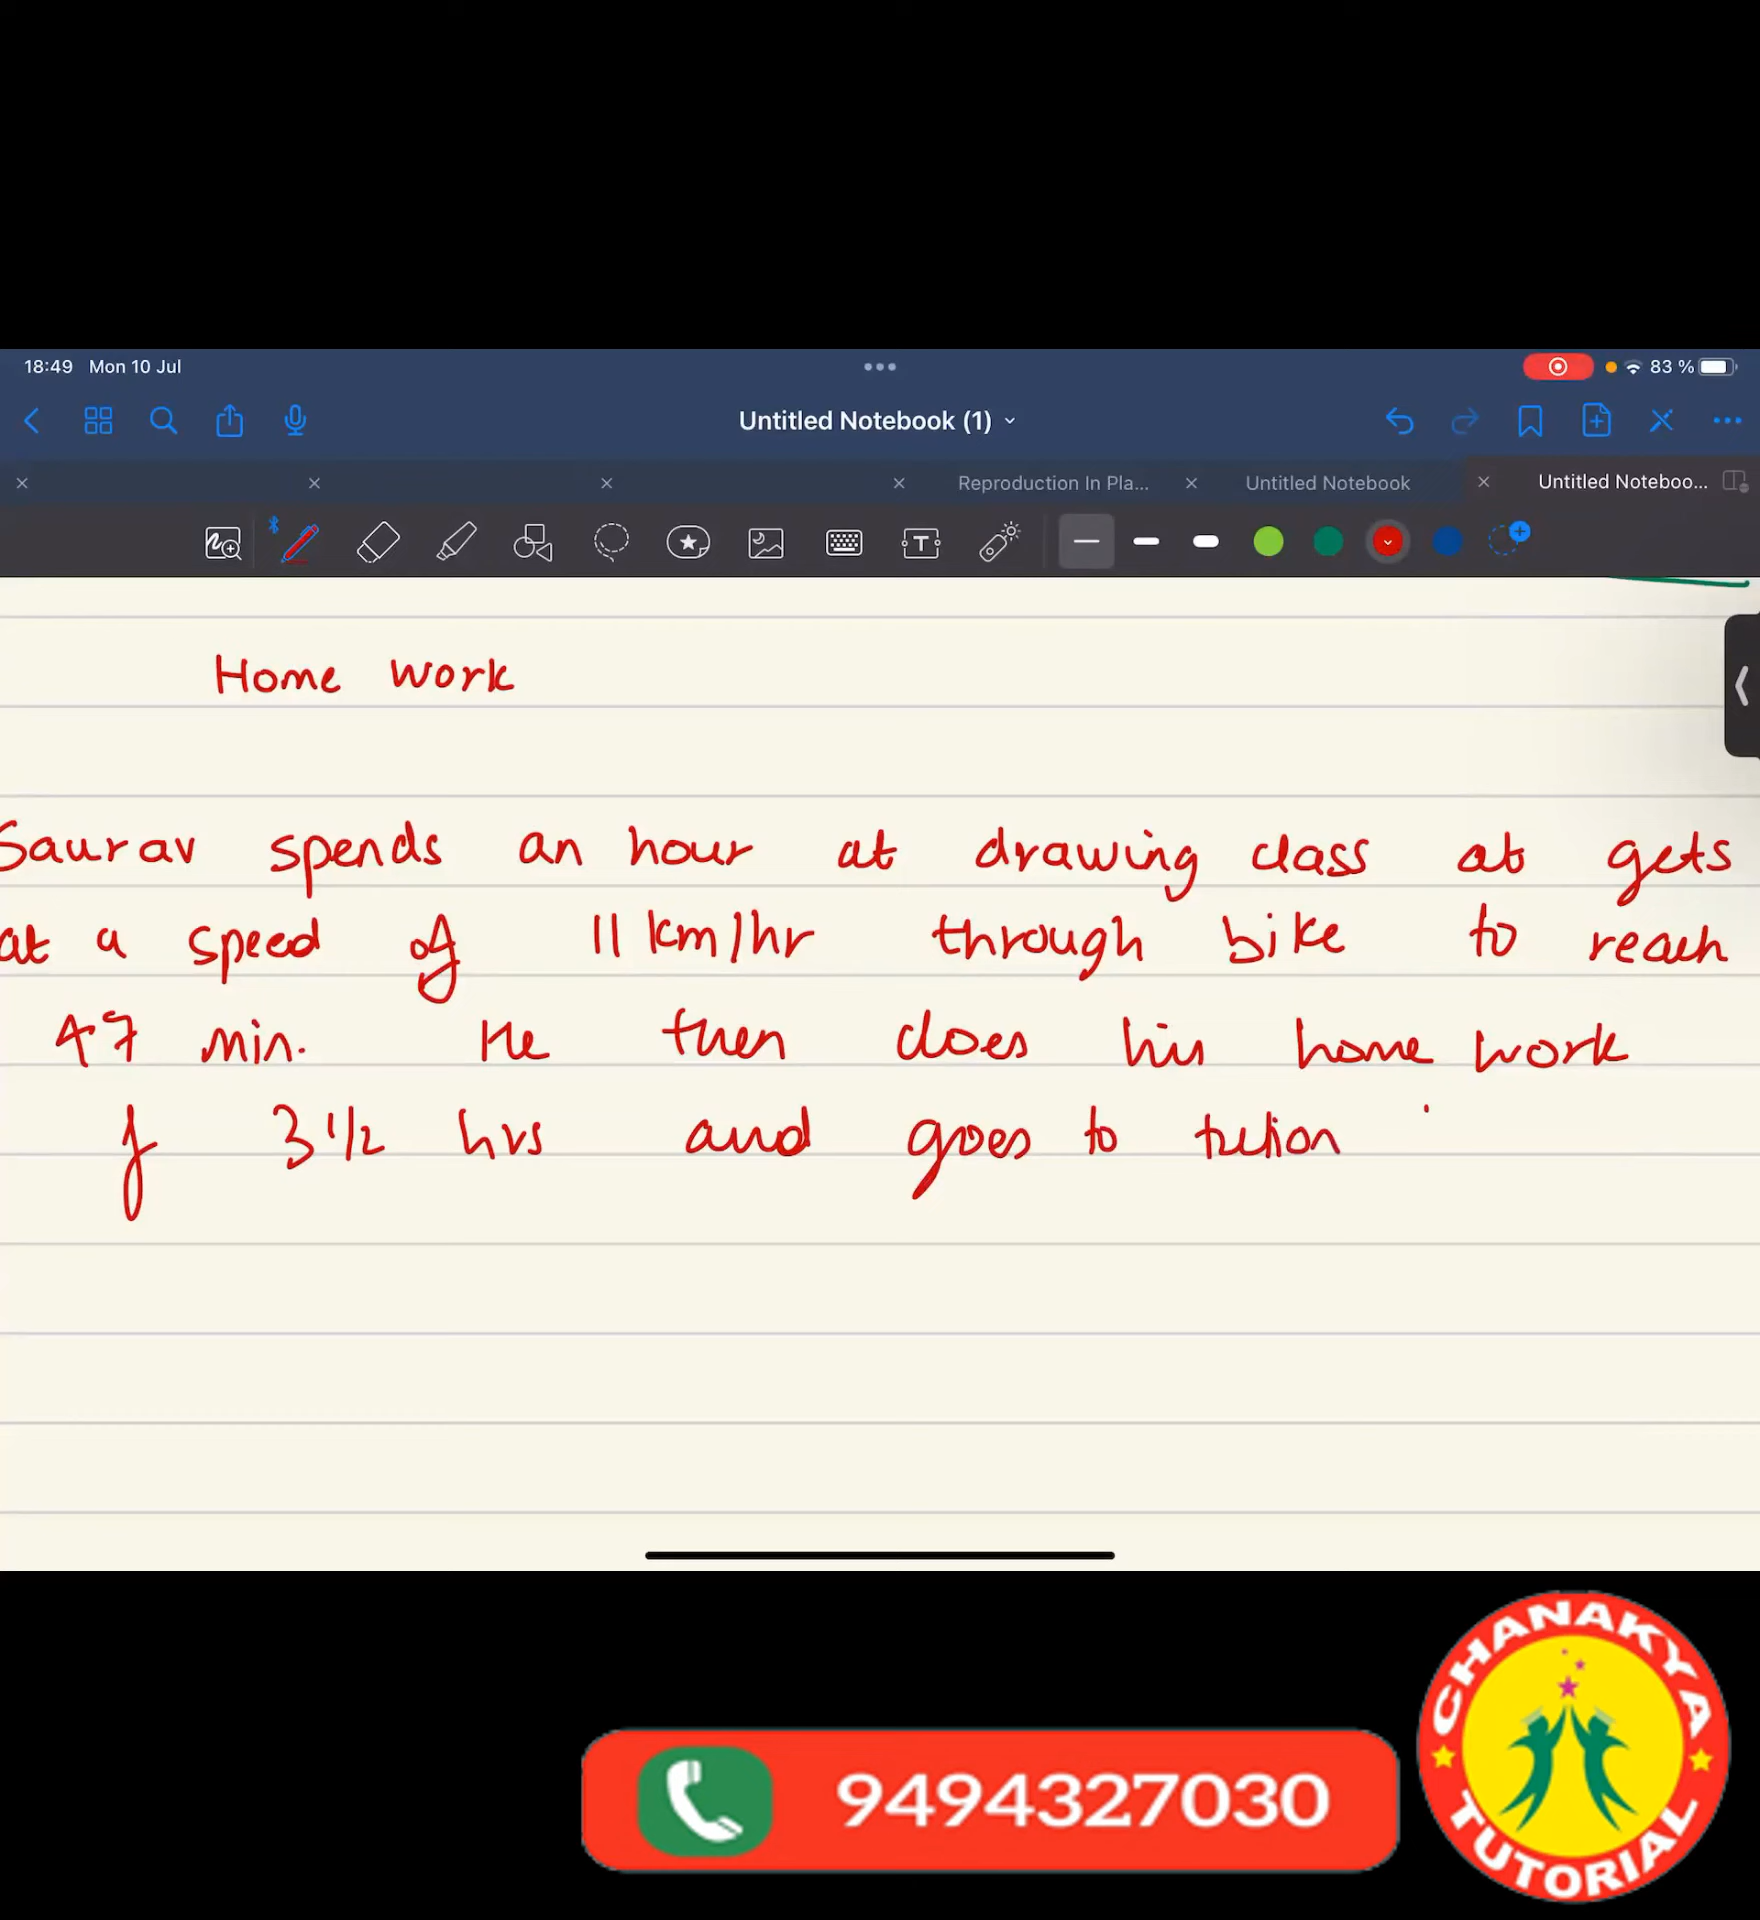 18:49 Mon 10 Jul
83 %
Untitled Notebook (1)
Reproduction In Pla... Untitled Notebook Untitled Noteboo...
Home work
Saurav spends an hour at drawing class at gets
at a speed of 11 km/hr through bike to reach
47 min. He then does his home work
of 3 1/2 hrs and goes to tution
9494327030
CHANAKYA
TUTORIAL